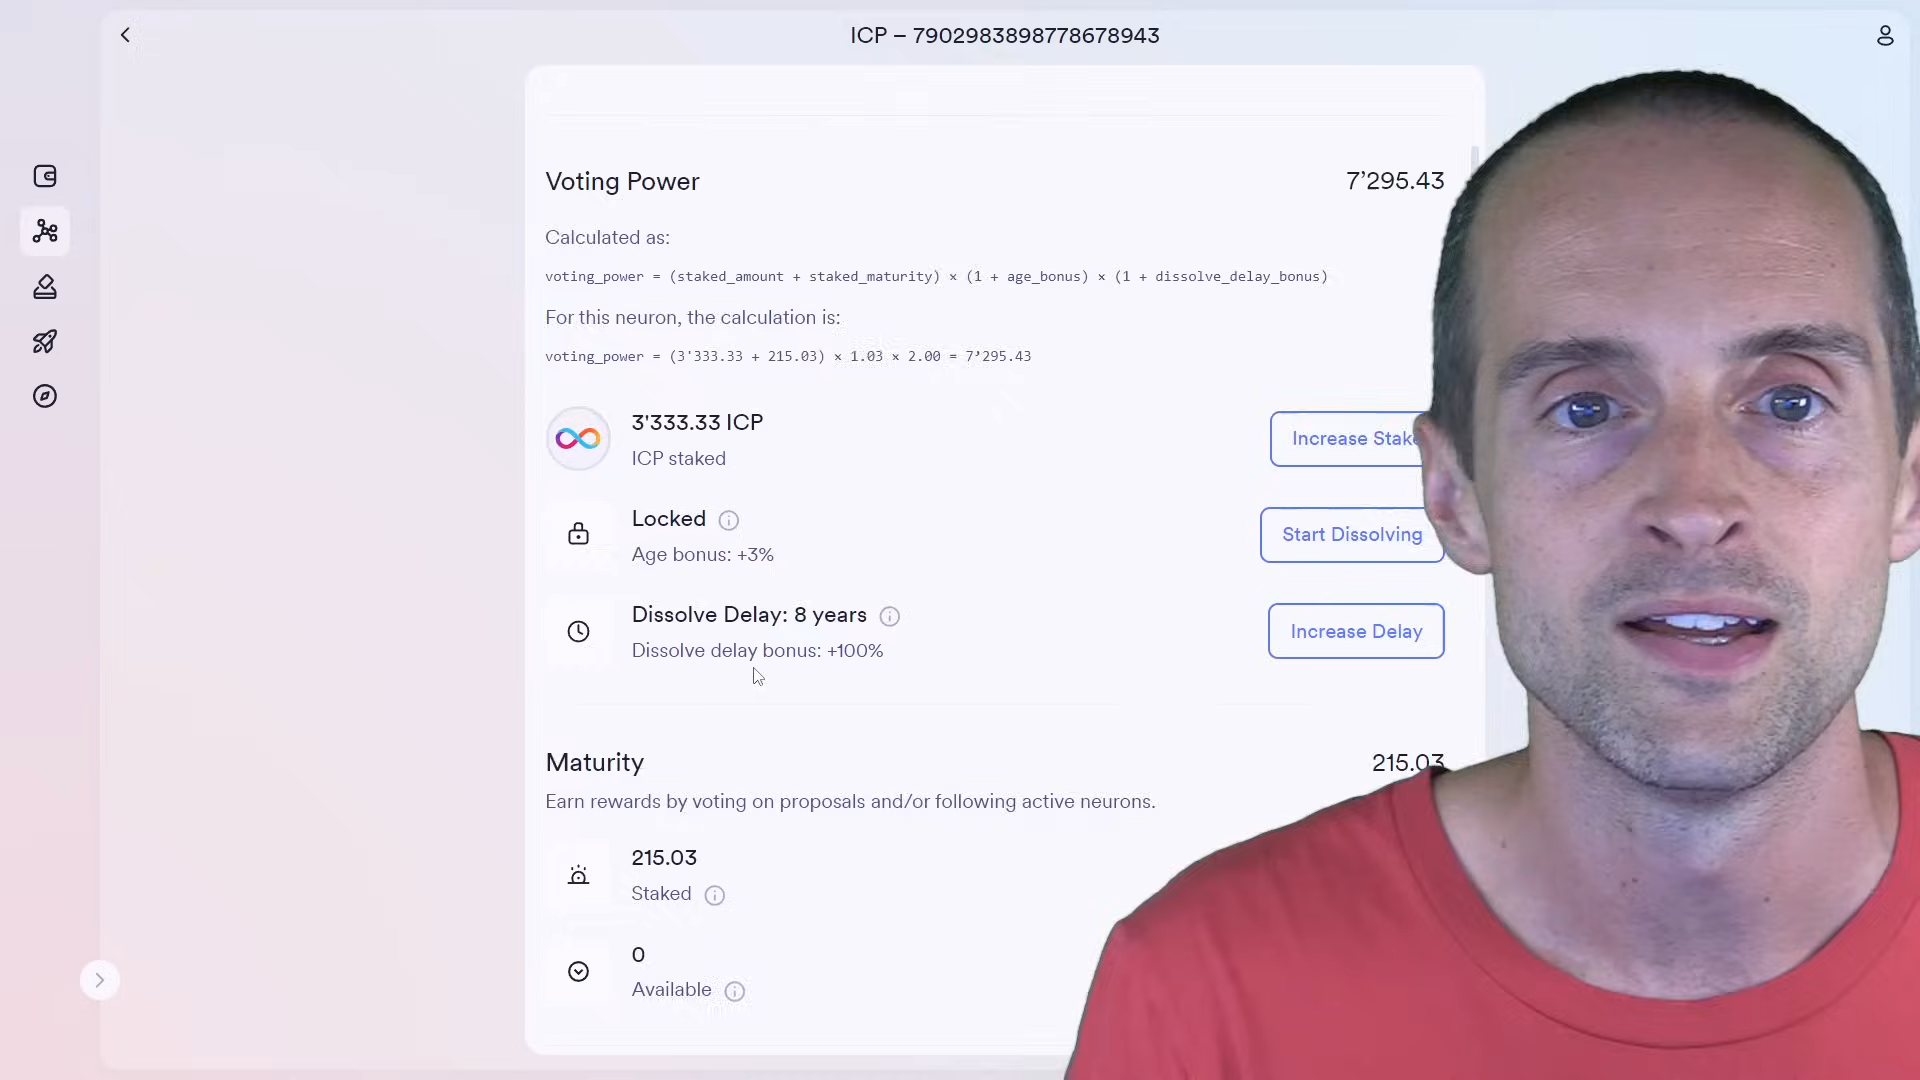 ICP – 7902983898778678943
Voting Power
7’295.43
Calculated as:
voting_power = (staked_amount + staked_maturity) × (1 + age_bonus) × (1 + dissolve_delay_bonus)
For this neuron, the calculation is:
voting_power = (3'333.33 + 215.03) × 1.03 × 2.00 = 7’295.43
3'333.33 ICP
ICP staked
Increase Stake
Locked
Age bonus: +3%
Start Dissolving
Dissolve Delay: 8 years
Dissolve delay bonus: +100%
Increase Delay
Maturity
215.03
Earn rewards by voting on proposals and/or following active neurons.
215.03
Staked
0
Available